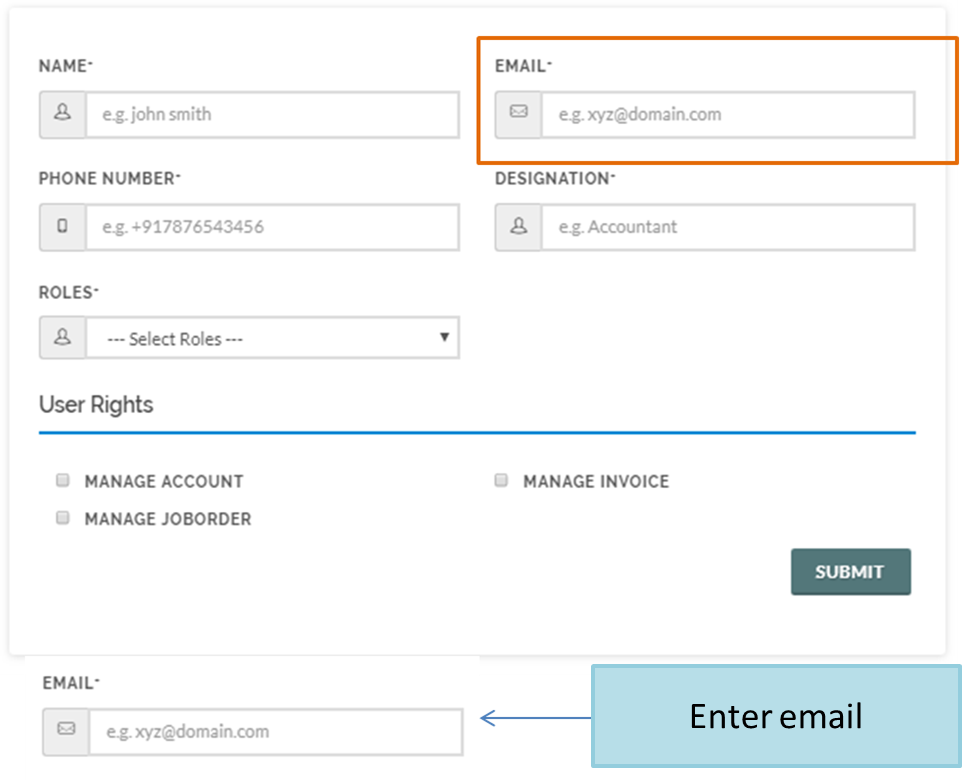 NAME-
EMAIL-
e.g. john smith
e.g. xyz@domain.com
PHONE NUMBER-
DESIGNATION-
e.g. +917876543456
e.g. Accountant
ROLES-
--- Select Roles ---
User Rights
MANAGE ACCOUNT
MANAGE INVOICE
MANAGE JOBORDER
SUBMIT
EMAIL-
e.g. xyz@domain.com
Enter email